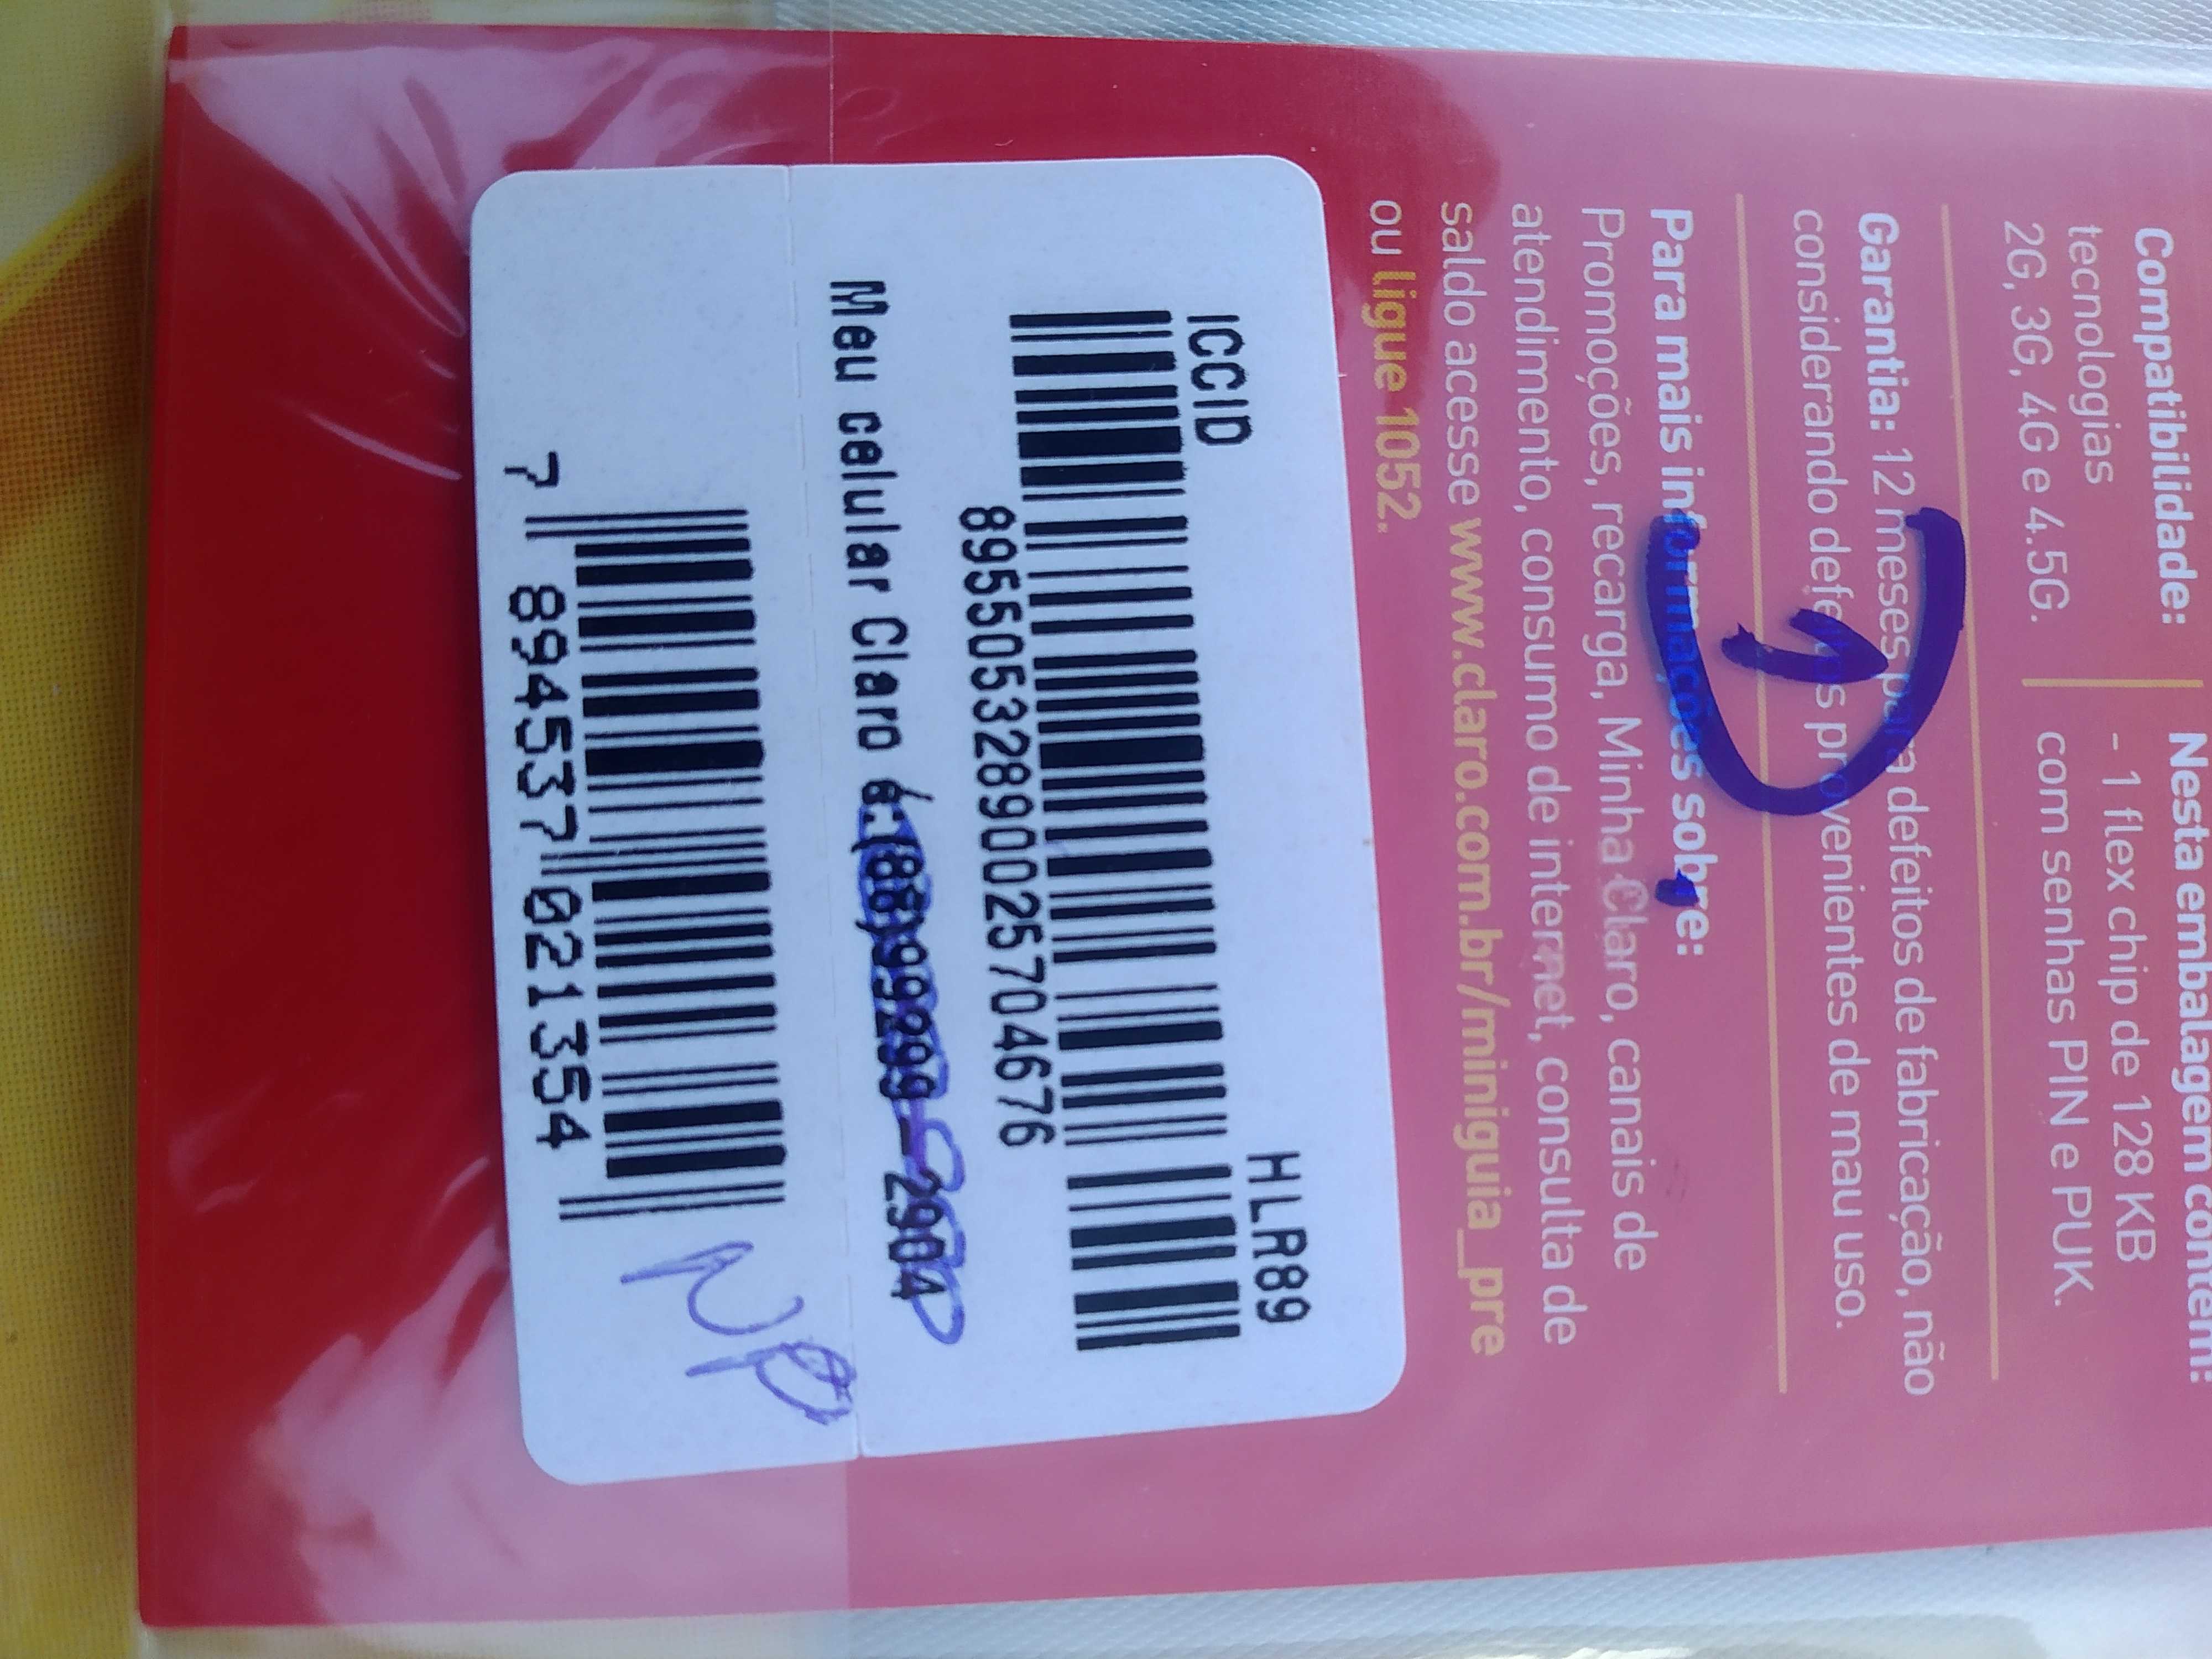 Compatibilidade:
tecnologias
2G, 3G, 4G e 4.5G.
Nesta embalagem contém:
- 1 flex chip de 128 KB
com senhas PIN e PUK.
Garantia: 12 meses para defeitos de fabricação, não
considerando defeitos provenientes de mau uso.
1
Para mais informações sobre:
Promoções, recarga, Minha Claro, canais de
atendimento, consumo de internet, consulta de
saldo acesse www.claro.com.br/miniguia_pre
ou ligue 1052.
ICCID HLR89
89550532890025704676
Meu celular Claro é:
7 894537 021354
NP